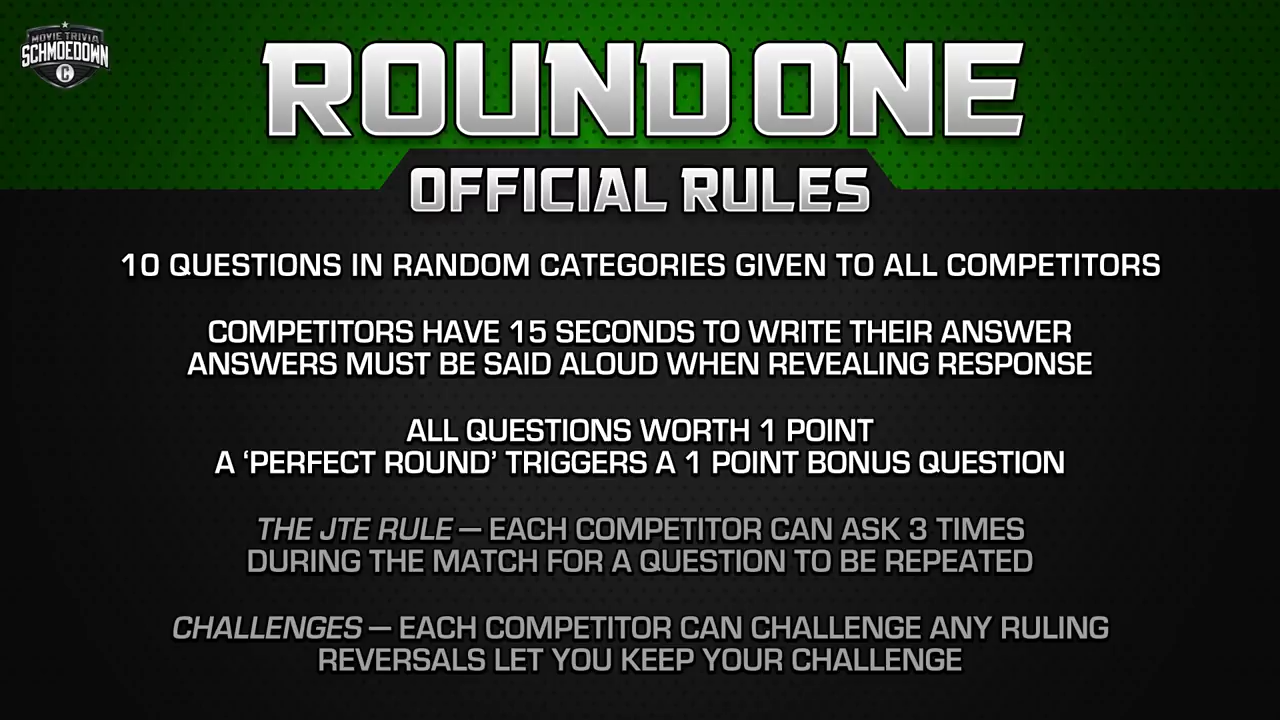 MOVIE TRIVIA
SCHMOEDOWN
C
ROUND ONE
OFFICIAL RULES
10 QUESTIONS IN RANDOM CATEGORIES GIVEN TO ALL COMPETITORS
COMPETITORS HAVE 15 SECONDS TO WRITE THEIR ANSWER
ANSWERS MUST BE SAID ALOUD WHEN REVEALING RESPONSE
ALL QUESTIONS WORTH 1 POINT
A ‘PERFECT ROUND’ TRIGGERS A 1 POINT BONUS QUESTION
THE JTE RULE — EACH COMPETITOR CAN ASK 3 TIMES
DURING THE MATCH FOR A QUESTION TO BE REPEATED
CHALLENGES — EACH COMPETITOR CAN CHALLENGE ANY RULING
REVERSALS LET YOU KEEP YOUR CHALLENGE